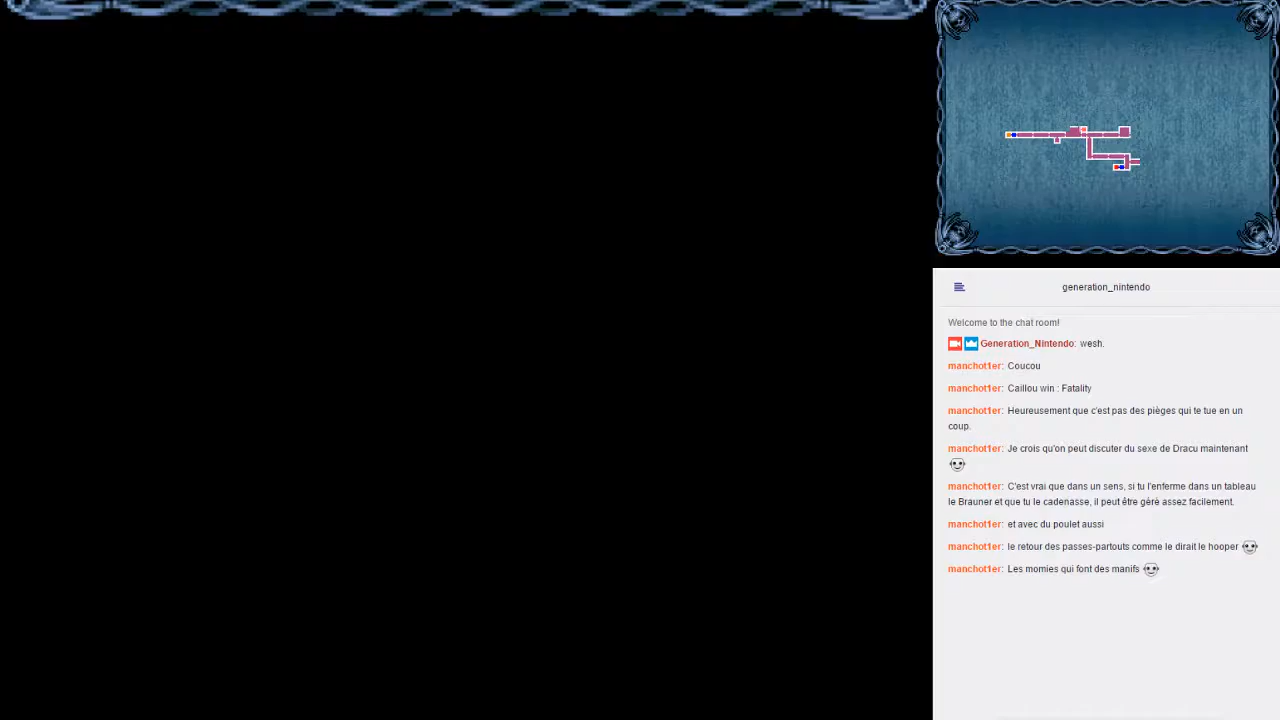 generation_nintendo
Welcome to the chat room!
Generation_Nintendo: wesh.
manchot1er: Coucou
manchot1er: Caillou win : Fatality
manchot1er: Heureusement que c'est pas des pièges qui te tue en un
coup.
manchot1er: Je crois qu'on peut discuter du sexe de Dracu maintenant
manchot1er: C'est vrai que dans un sens, si tu l'enferme dans un tableau
le Brauner et que tu le cadenasse, il peut être géré assez facilement.
manchot1er: et avec du poulet aussi
manchot1er: le retour des passes-partouts comme le dirait le hooper
manchot1er: Les momies qui font des manifs